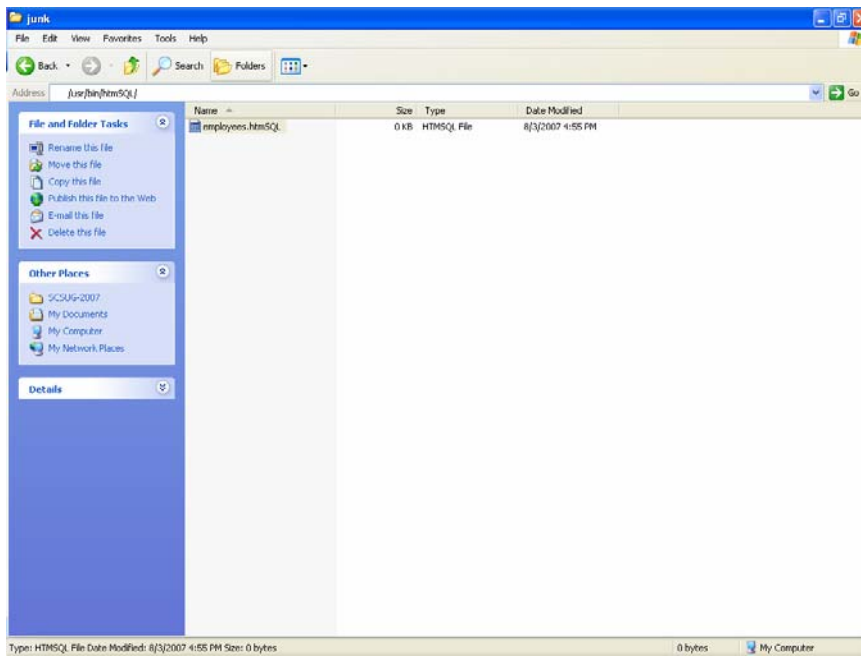 junk
File Edit View Favorites Tools Help
Back Search Folders
Address /usr/bin/htmSQL/ Go
Name Size Type Date Modified
employees.htmSQL 0 KB HTMSQL File 8/3/2007 4:55 PM
File and Folder Tasks
Rename this file
Move this file
Copy this file
Publish this file to the Web
E-mail this file
Delete this file
Other Places
SCSUG-2007
My Documents
My Computer
My Network Places
Details
Type: HTMSQL File Date Modified: 8/3/2007 4:55 PM Size: 0 bytes 0 bytes My Computer